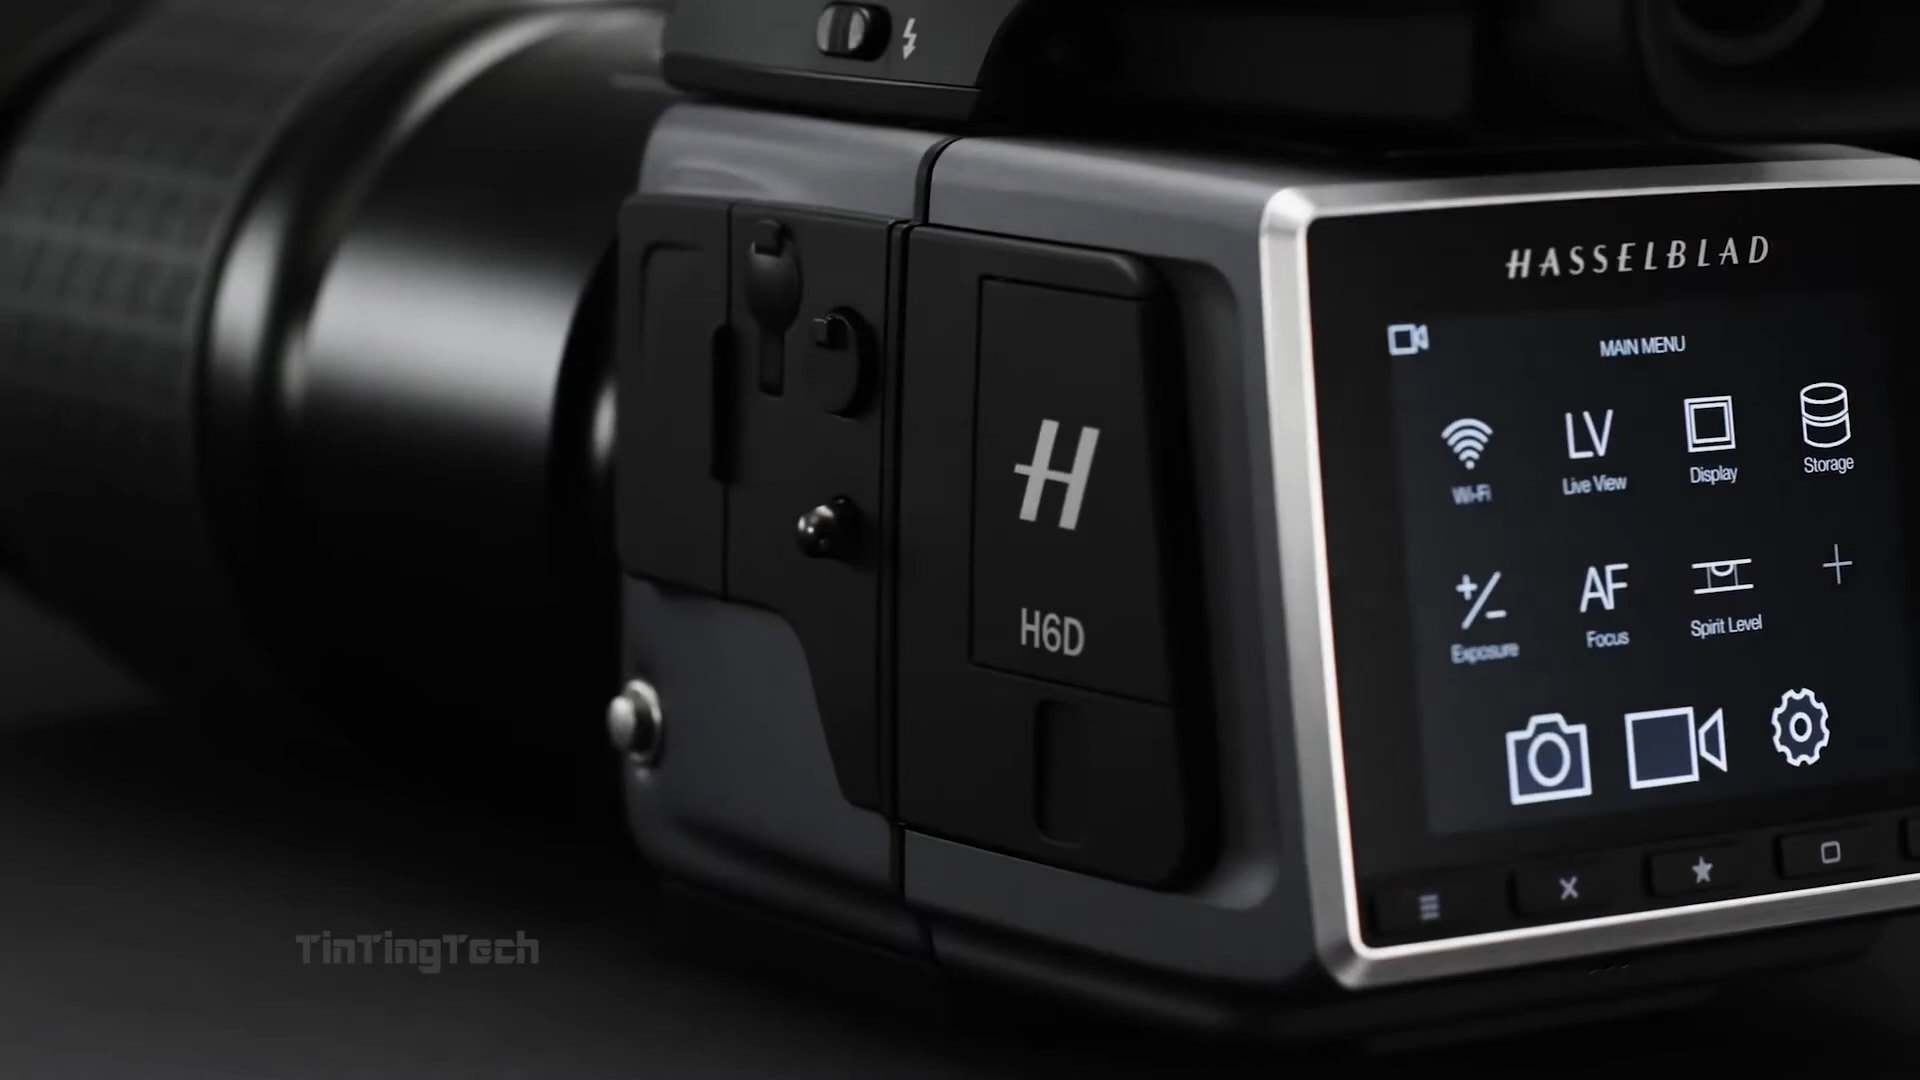 HASSELBLAD
MAIN MENU
Wi-Fi
LV
Live View
Display
Storage
Exposure
AF
Focus
Spirit Level
H
H6D
TinTingTech